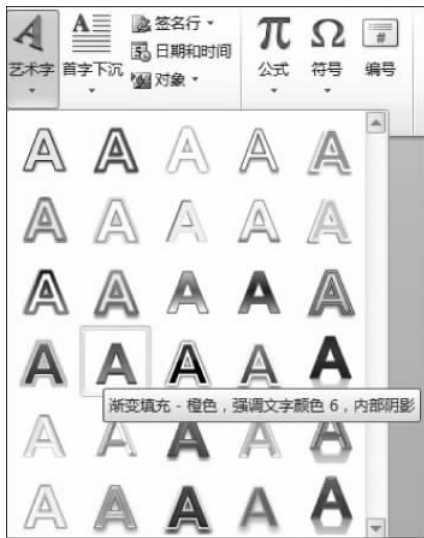 签名行
日期和时间
对象
艺术字 首字下沉 公式 符号 编号
渐变填充 - 橙色，强调文字颜色 6，内部阴影